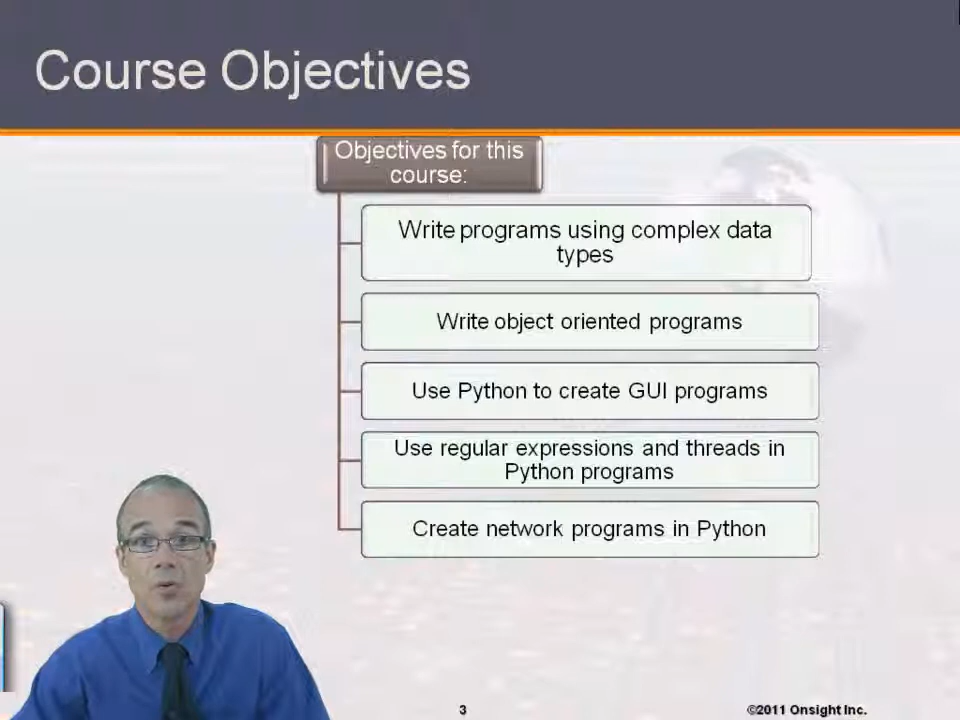 Course Objectives
Objectives for this
course:
Write programs using complex data
types
Write object oriented programs
Use Python to create GUI programs
Use regular expressions and threads in
Python programs
Create network programs in Python
3
©2011 Onsight Inc.